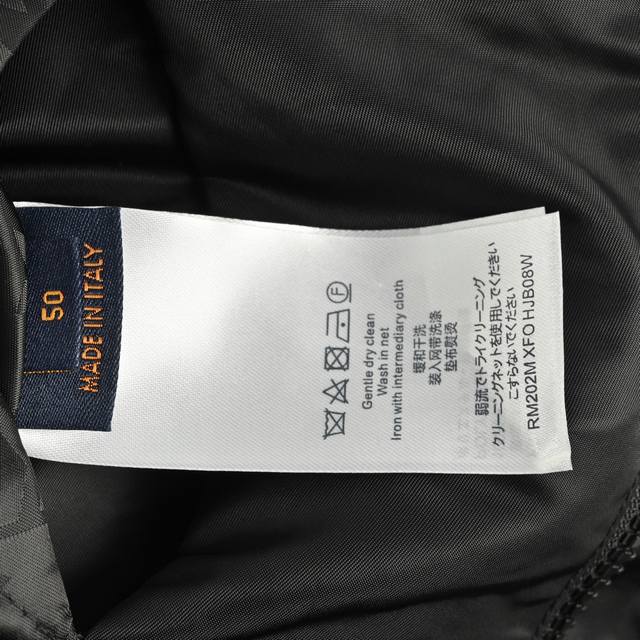 50
MADE IN ITALY
Gentle dry clean
Wash in net
Iron with intermediary cloth
缓和干洗
装入网带洗涤
垫布熨烫
弱流でドライクリーニング
クリーニングネットを使用してください
こすらないでください
RM202M XFO HJB08W